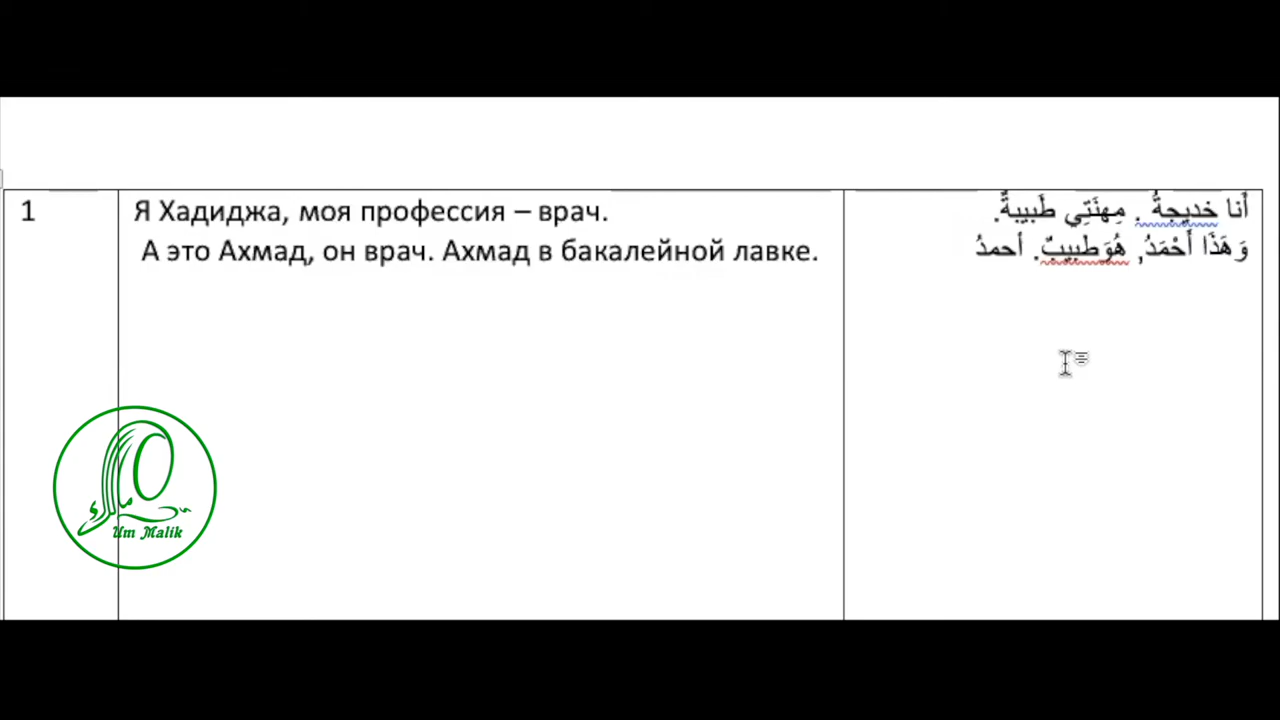 1
Я Хадиджа, моя профессия – врач.
А это Ахмад, он врач. Ахмад в бакалейной лавке.
أَنا خديجةُ . مِهنَتِي طَبيبةٌ.
وَ هَذَا أَحْمَدُ, هُوَطبيبٌ. أحمدُ
Um Malik